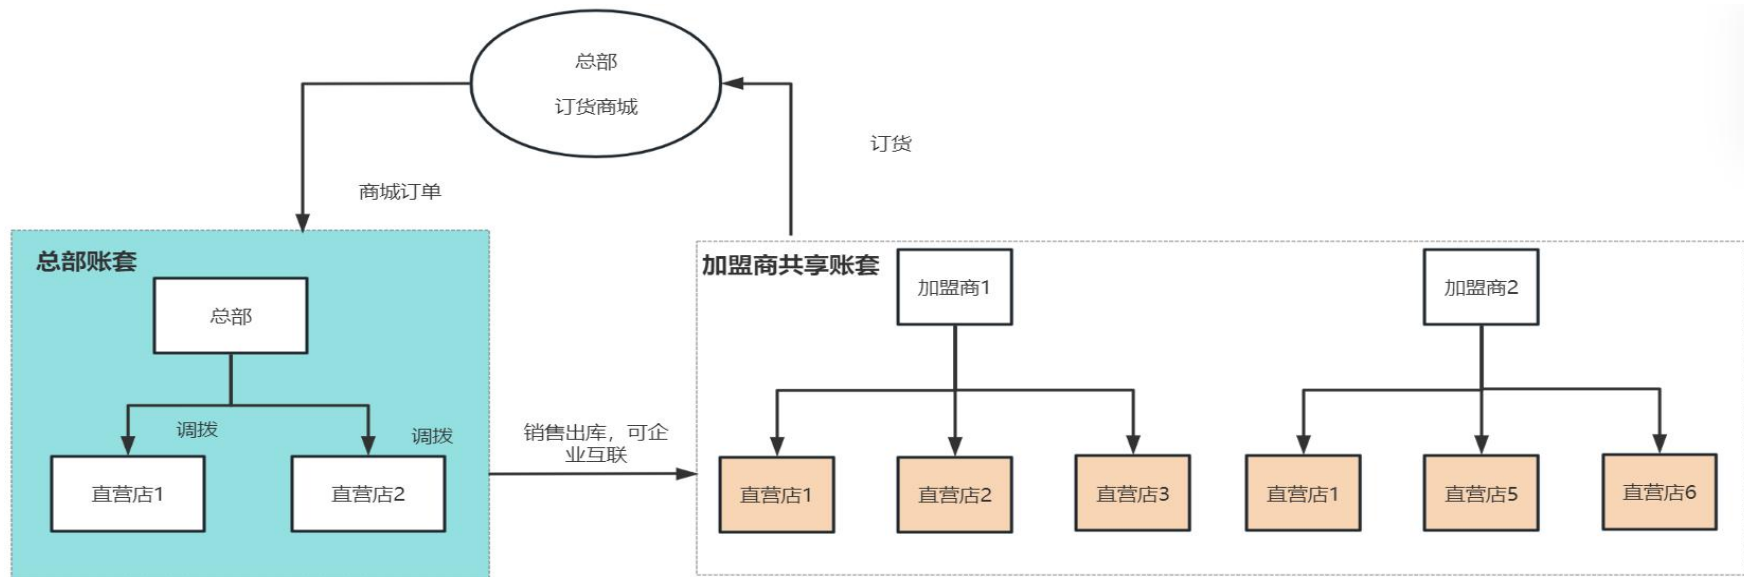 总部
订货商城
订货
商城订单
总部账套
总部
调拨
调拨
直营店1
直营店2
销售出库，可企
业互联
加盟商共享账套
加盟商1
加盟商2
直营店1
直营店2
直营店3
直营店1
直营店5
直营店6